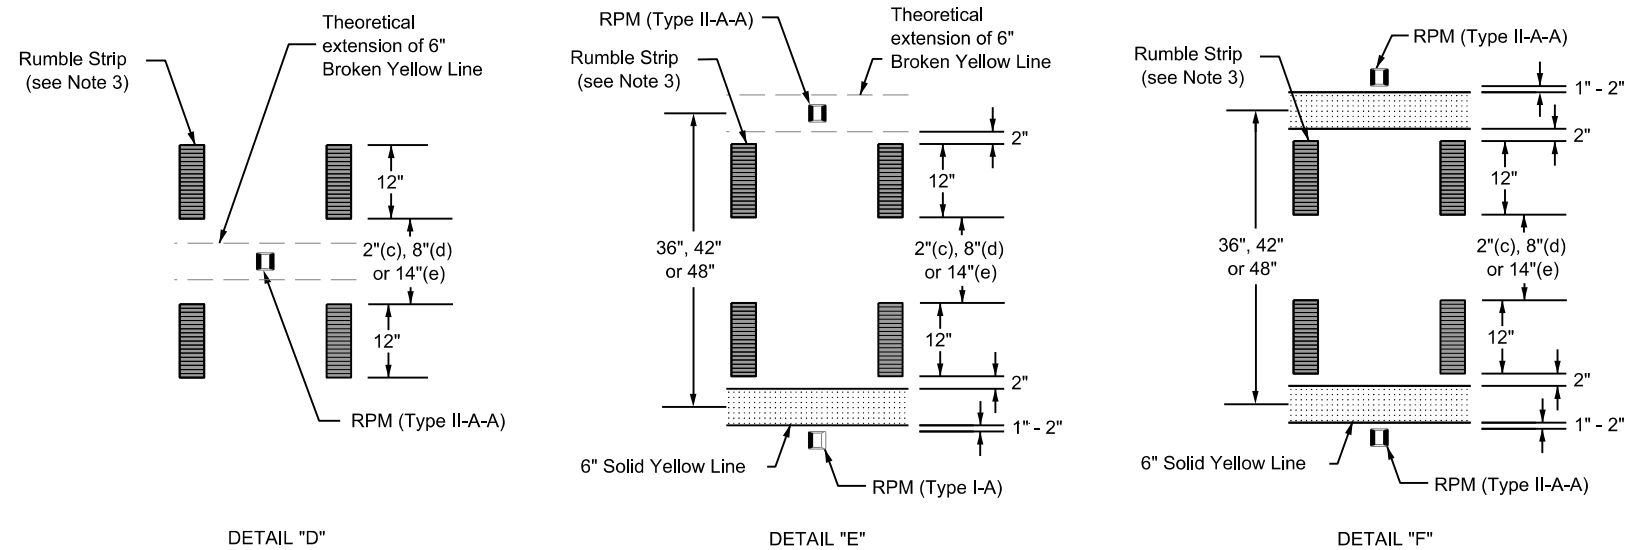 Theoretical
extension of 6"
Broken Yellow Line
Rumble Strip
(see Note 3)
12"
2"(c), 8"(d)
or 14"(e)
12"
RPM (Type II-A-A)
DETAIL "D"
RPM (Type II-A-A)
Theoretical
extension of 6"
Broken Yellow Line
Rumble Strip
(see Note 3)
2"
12"
36", 42"
or 48"
2"(c), 8"(d)
or 14"(e)
12"
2"
1" - 2"
6" Solid Yellow Line
RPM (Type I-A)
DETAIL "E"
RPM (Type II-A-A)
Rumble Strip
(see Note 3)
1" - 2"
2"
12"
36", 42"
or 48"
2"(c), 8"(d)
or 14"(e)
12"
2"
1" - 2"
6" Solid Yellow Line
RPM (Type II-A-A)
DETAIL "F"